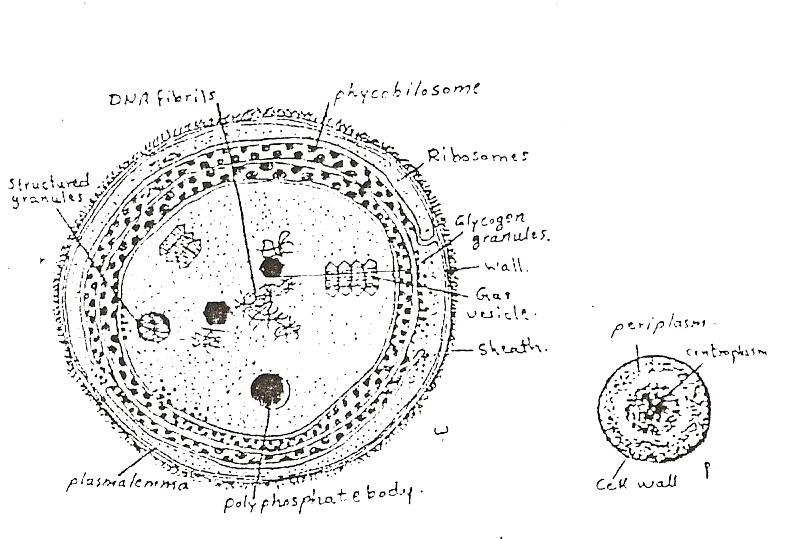 DNA fibrils
phycobilosome
Ribosomes
Structured
granules
Glycogen
granules.
Wall.
Gas
vesicle.
Sheath.
plasmalemma
polyphosphate body.
periplasm.
centroplasm
Cell wall